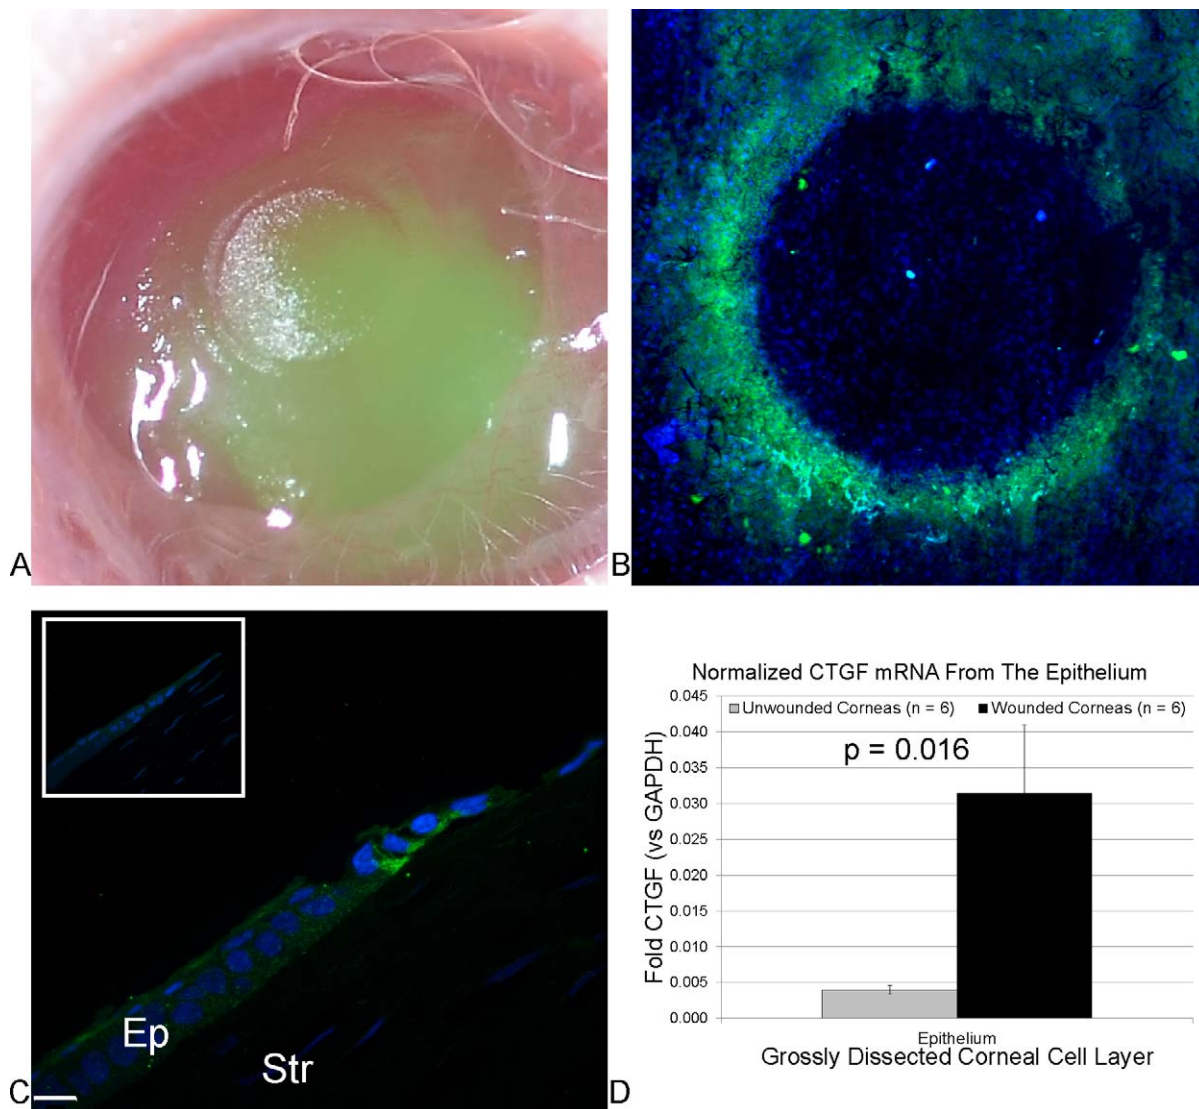 A
B
Ep
Str
C
Normalized CTGF mRNA From The Epithelium
Fold CTGF (vs GAPDH)
0.045
0.040
0.035
0.030
0.025
0.020
0.015
0.010
0.005
0.000
Unwounded Corneas (n = 6) Wounded Corneas (n = 6)
p = 0.016
Epithelium
Grossly Dissected Corneal Cell Layer
D